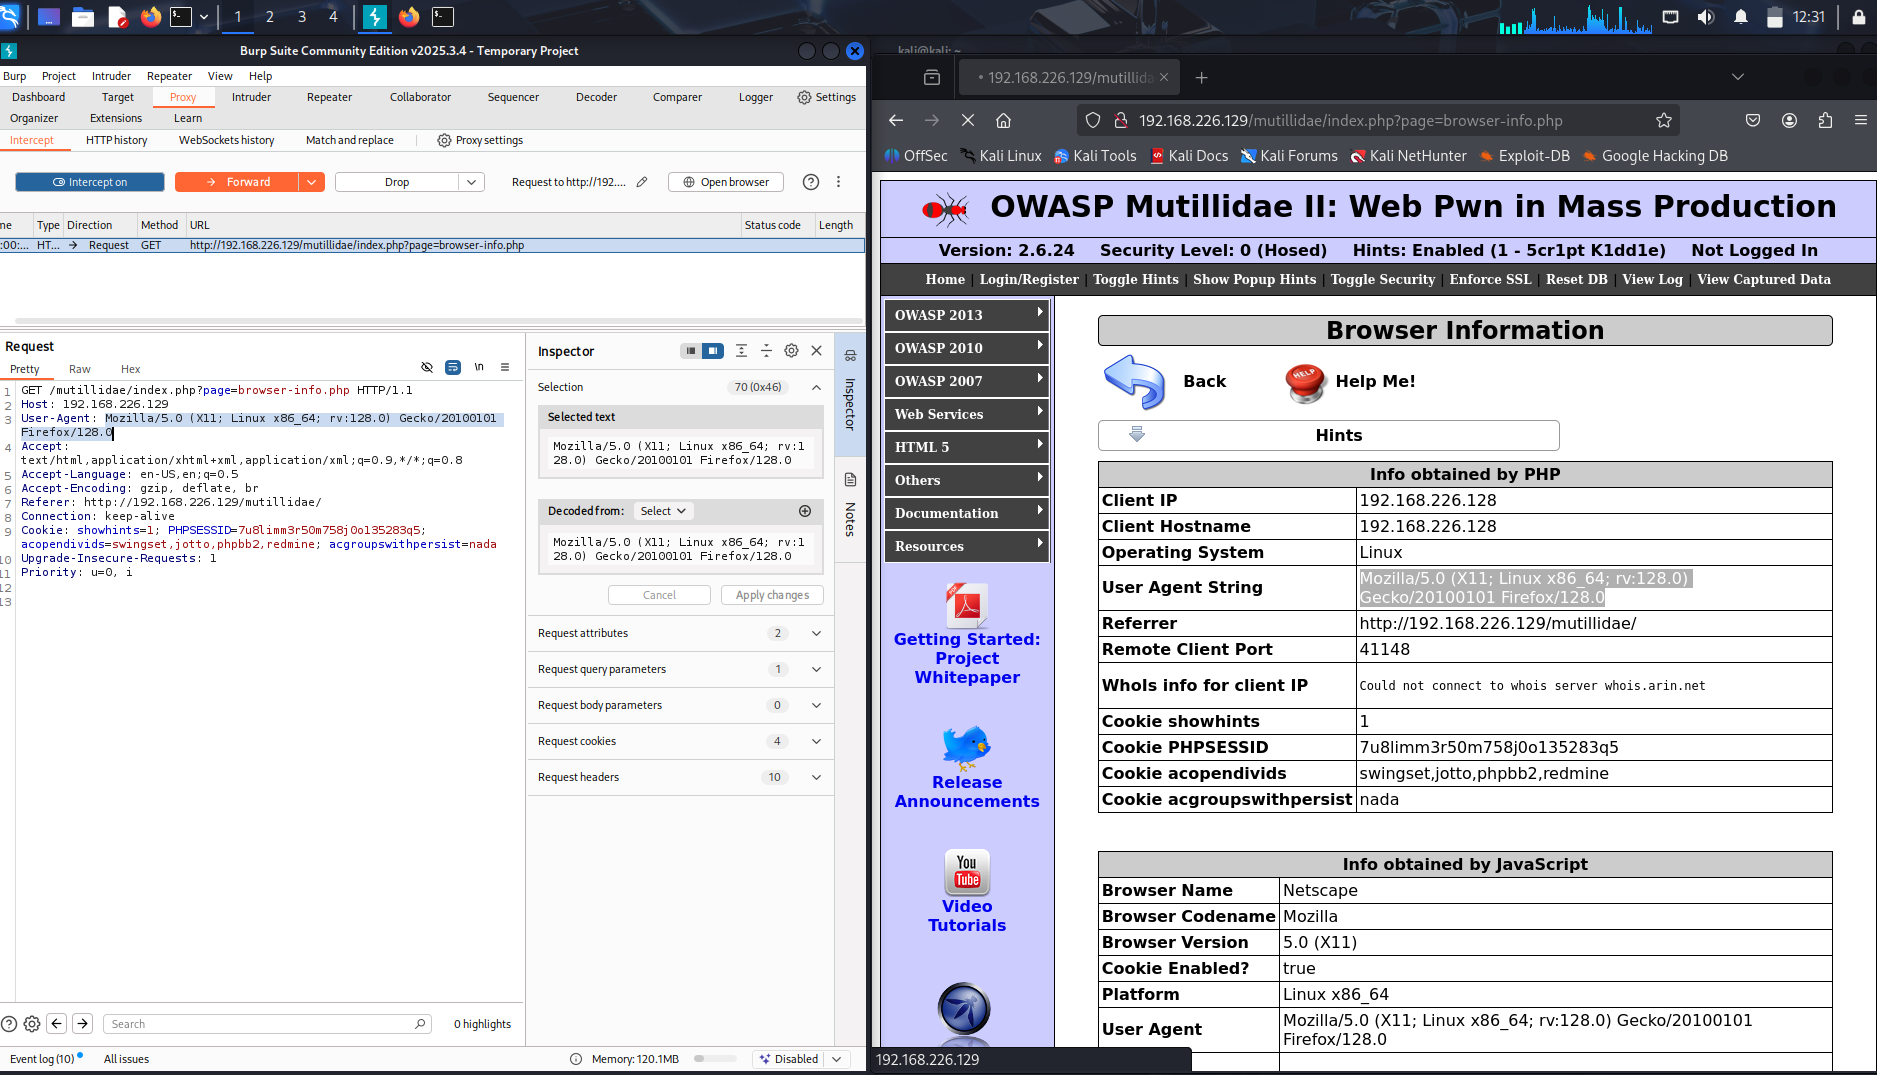 1 2 3 4 12:31
Burp Suite Community Edition v2025.3.4 - Temporary Project
Burp Project Intruder Repeater View Help
Dashboard Target Proxy Intruder Repeater Collaborator Sequencer Decoder Comparer Logger Settings
Organizer Extensions Learn
Intercept HTTP history WebSockets history Match and replace Proxy settings
Intercept on Forward Drop Request to http://192.... Open browser
me Type Direction Method URL Status code Length
:00:... HT... → Request GET http://192.168.226.129/mutillidae/index.php?page=browser-info.php
Request
Pretty Raw Hex \n
1 GET /mutillidae/index.php?page=browser-info.php HTTP/1.1
2 Host: 192.168.226.129
3 User-Agent: Mozilla/5.0 (X11; Linux x86_64; rv:128.0) Gecko/20100101
Firefox/128.0
4 Accept:
text/html,application/xhtml+xml,application/xml;q=0.9,*/*;q=0.8
5 Accept-Language: en-US,en;q=0.5
6 Accept-Encoding: gzip, deflate, br
7 Referer: http://192.168.226.129/mutillidae/
8 Connection: keep-alive
9 Cookie: showhints=1; PHPSESSID=7u8limm3r50m758j0o135283q5;
acopendivids=swingset,jotto,phpbb2,redmine; acgroupswithpersist=nada
10 Upgrade-Insecure-Requests: 1
11 Priority: u=0, i
12
13
Inspector
Selection 70 (0x46)
Selected text
Mozilla/5.0 (X11; Linux x86_64; rv:1
28.0) Gecko/20100101 Firefox/128.0
Decoded from: Select
Mozilla/5.0 (X11; Linux x86_64; rv:1
28.0) Gecko/20100101 Firefox/128.0
Cancel Apply changes
Request attributes 2
Request query parameters 1
Request body parameters 0
Request cookies 4
Request headers 10
Inspector
Notes
Search 0 highlights
Event log (10) All issues Memory: 120.1MB Disabled
kali@kali: ~
192.168.226.129/mutillida
192.168.226.129/mutillidae/index.php?page=browser-info.php
OffSec Kali Linux Kali Tools Kali Docs Kali Forums Kali NetHunter Exploit-DB Google Hacking DB
OWASP Mutillidae II: Web Pwn in Mass Production
Version: 2.6.24 Security Level: 0 (Hosed) Hints: Enabled (1 - 5cr1pt K1dd1e) Not Logged In
Home | Login/Register | Toggle Hints | Show Popup Hints | Toggle Security | Enforce SSL | Reset DB | View Log | View Captured Data
OWASP 2013
OWASP 2010
OWASP 2007
Web Services
HTML 5
Others
Documentation
Resources
PDF
Getting Started:
Project
Whitepaper
Release
Announcements
You
Tube
Video
Tutorials
Browser Information
Back HELP Help Me!
Hints
Info obtained by PHP
Client IP 192.168.226.128
Client Hostname 192.168.226.128
Operating System Linux
User Agent String Mozilla/5.0 (X11; Linux x86_64; rv:128.0)
Gecko/20100101 Firefox/128.0
Referrer http://192.168.226.129/mutillidae/
Remote Client Port 41148
WhoIs info for client IP Could not connect to whois server whois.arin.net
Cookie showhints 1
Cookie PHPSESSID 7u8limm3r50m758j0o135283q5
Cookie acopendivids swingset,jotto,phpbb2,redmine
Cookie acgroupswithpersist nada
Info obtained by JavaScript
Browser Name Netscape
Browser Codename Mozilla
Browser Version 5.0 (X11)
Cookie Enabled? true
Platform Linux x86_64
User Agent Mozilla/5.0 (X11; Linux x86_64; rv:128.0) Gecko/20100101
Firefox/128.0
192.168.226.129